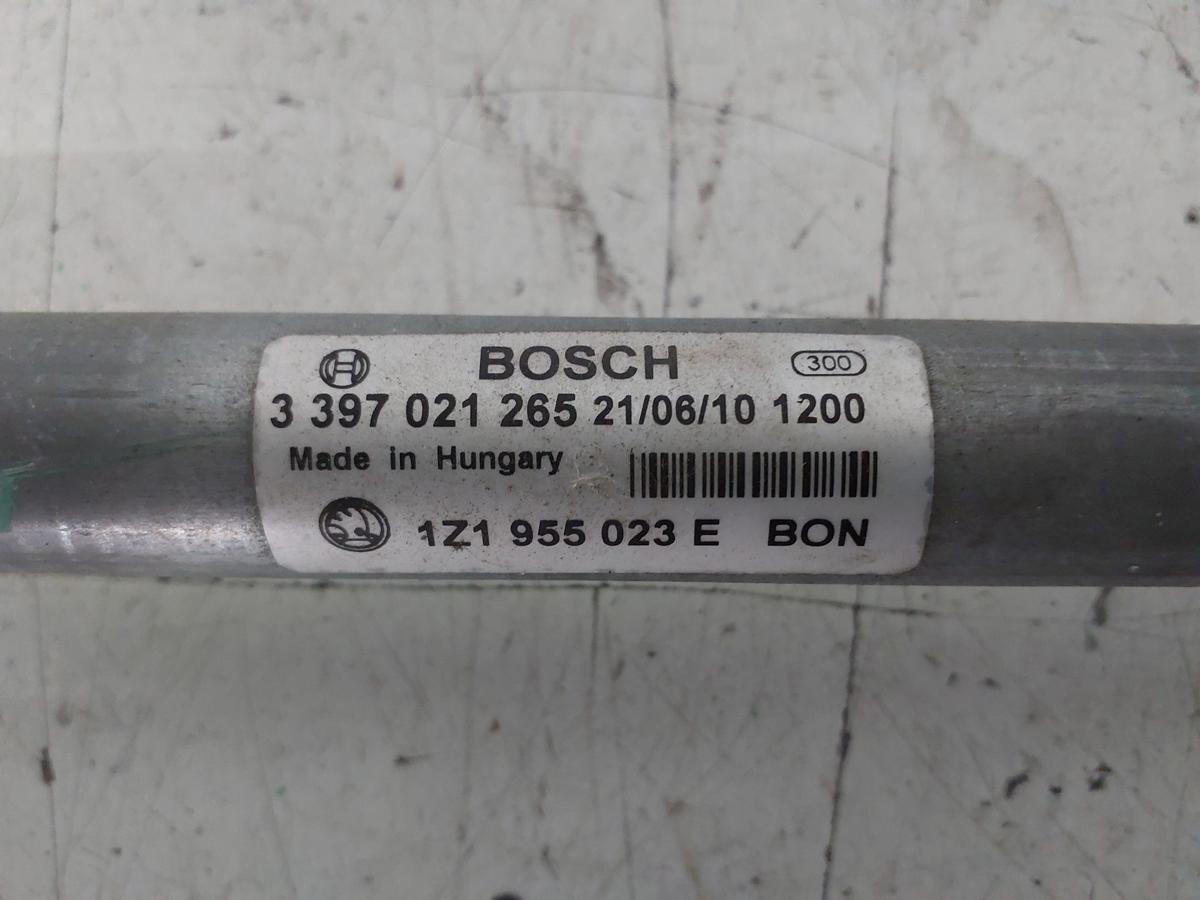 BOSCH 300
3 397 021 265 21/06/10 1200
Made in Hungary
1Z1 955 023 E BON